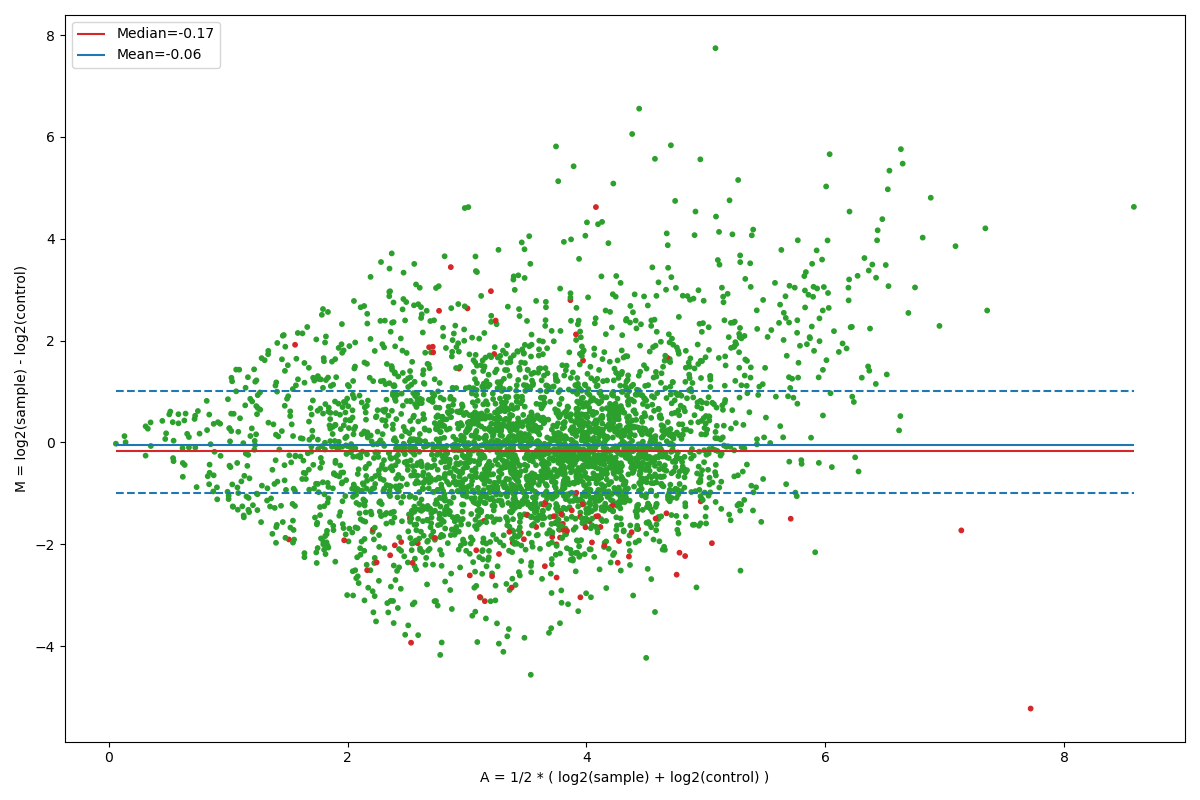 Median=-0.17
Mean=-0.06
8
6
4
2
0
−2
−4
M = log2(sample) - log2(control)
0 2 4 6 8
A = 1/2 * ( log2(sample) + log2(control) )